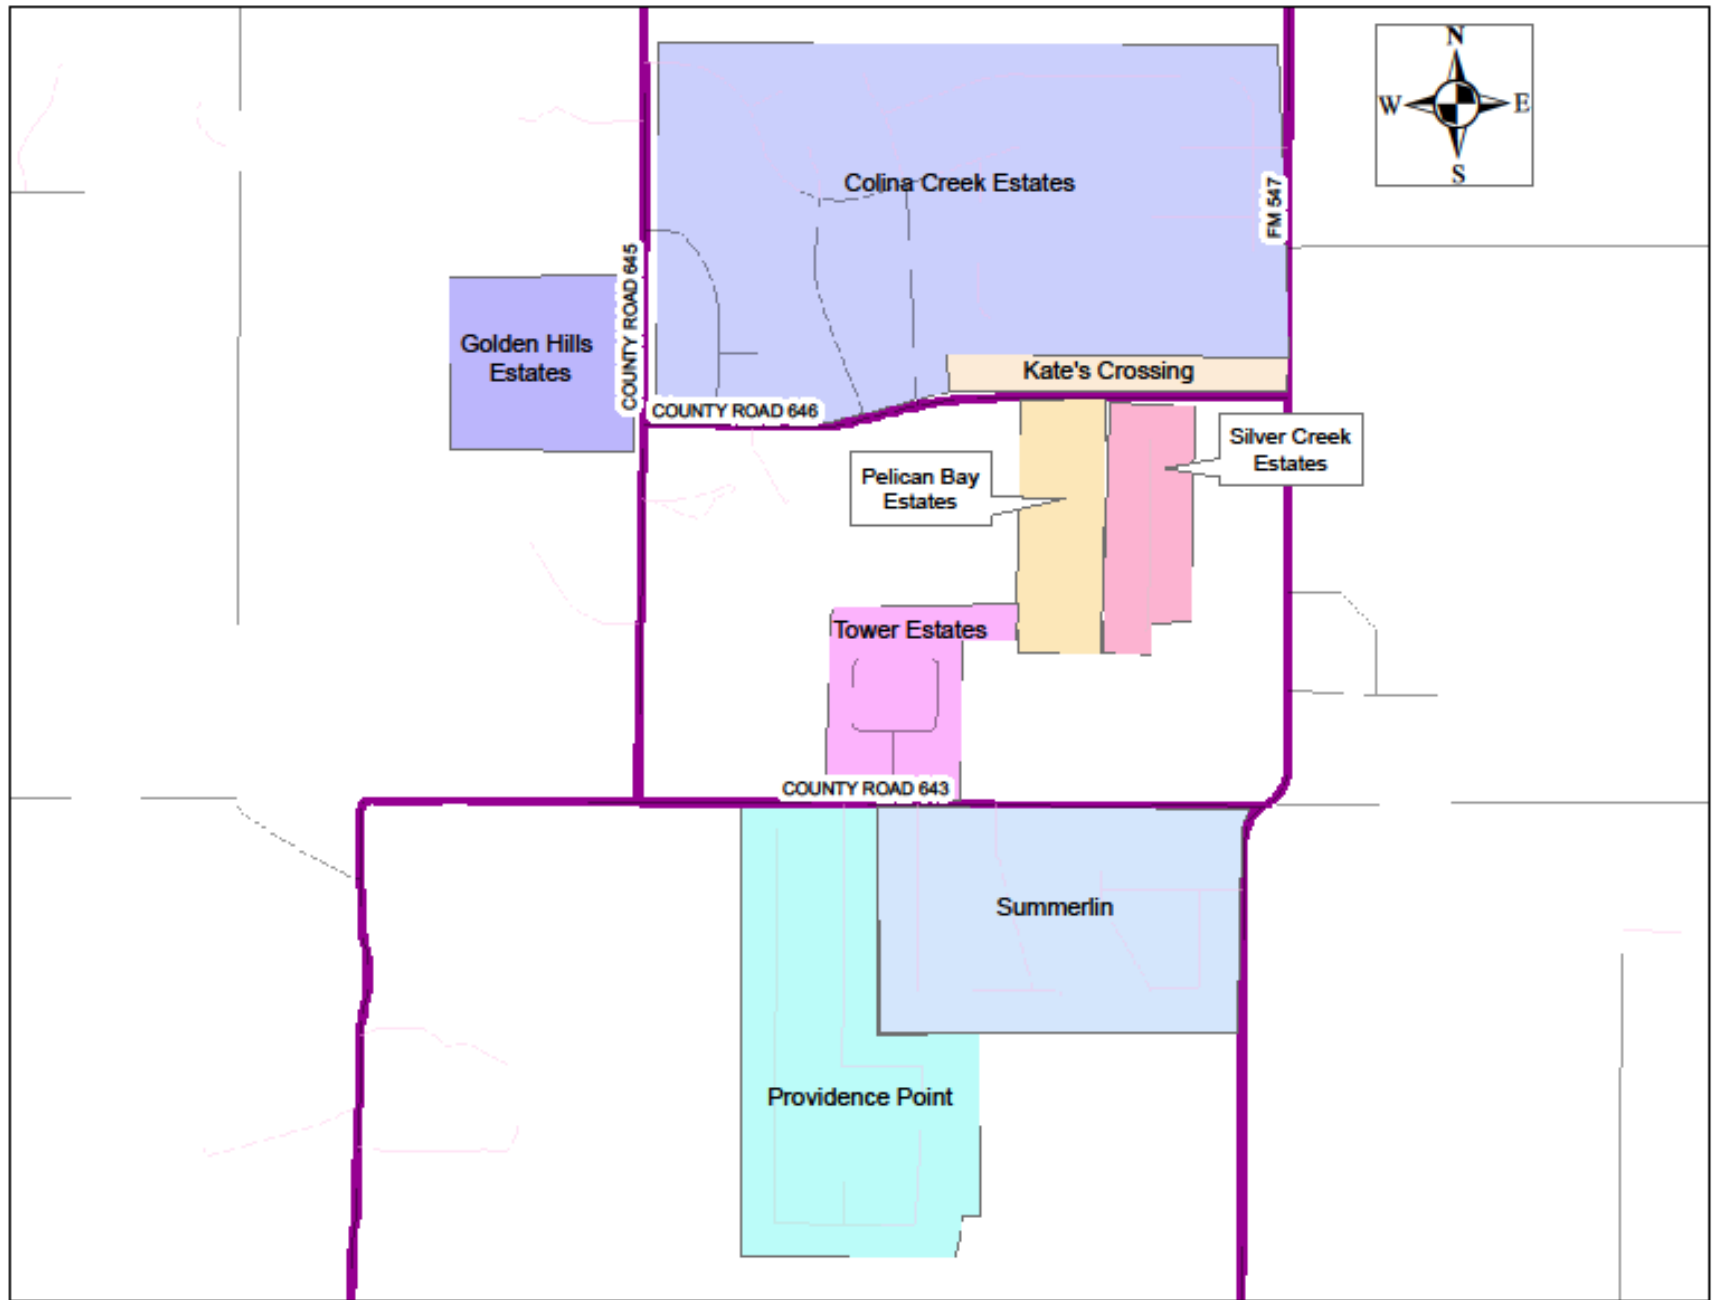 N
W E
S
Colina Creek Estates
FM 547
COUNTY ROAD 645
Golden Hills
Estates
Kate's Crossing
COUNTY ROAD 646
Silver Creek
Estates
Pelican Bay
Estates
Tower Estates
COUNTY ROAD 643
Summerlin
Providence Point